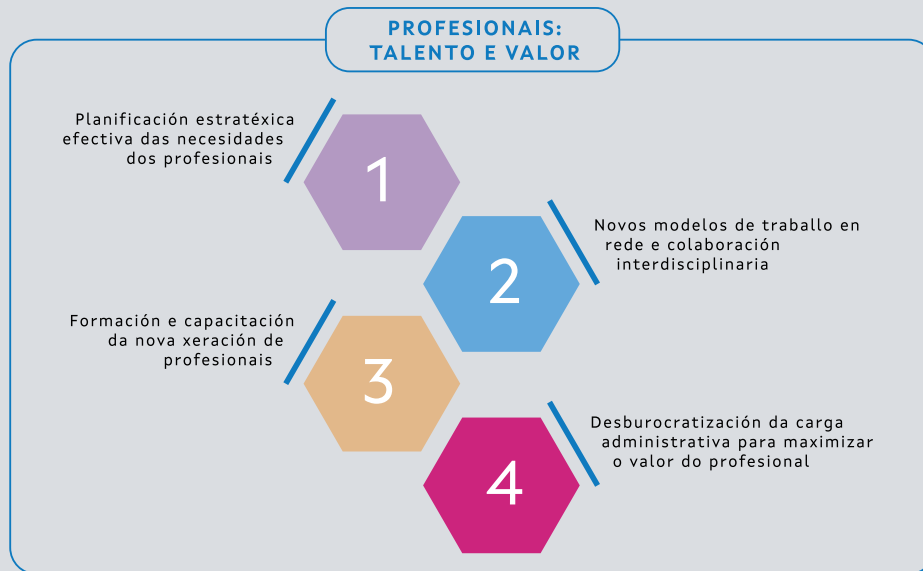 PROFESIONAIS:
TALENTO E VALOR
Planificación estratéxica
efectiva das necesidades
dos profesionais
1
Novos modelos de traballo en
rede e colaboración
interdisciplinaria
2
Formación e capacitación
da nova xeración de
profesionais
3
Desburocratización da carga
administrativa para maximizar
o valor do profesional
4